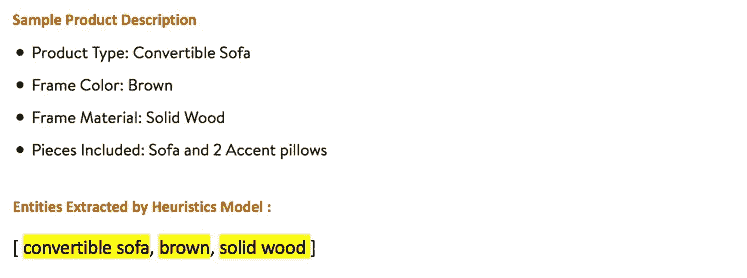 Sample Product Description
• Product Type: Convertible Sofa
• Frame Color: Brown
• Frame Material: Solid Wood
• Pieces Included: Sofa and 2 Accent pillows
Entities Extracted by Heuristics Model :
[ convertible sofa, brown, solid wood ]